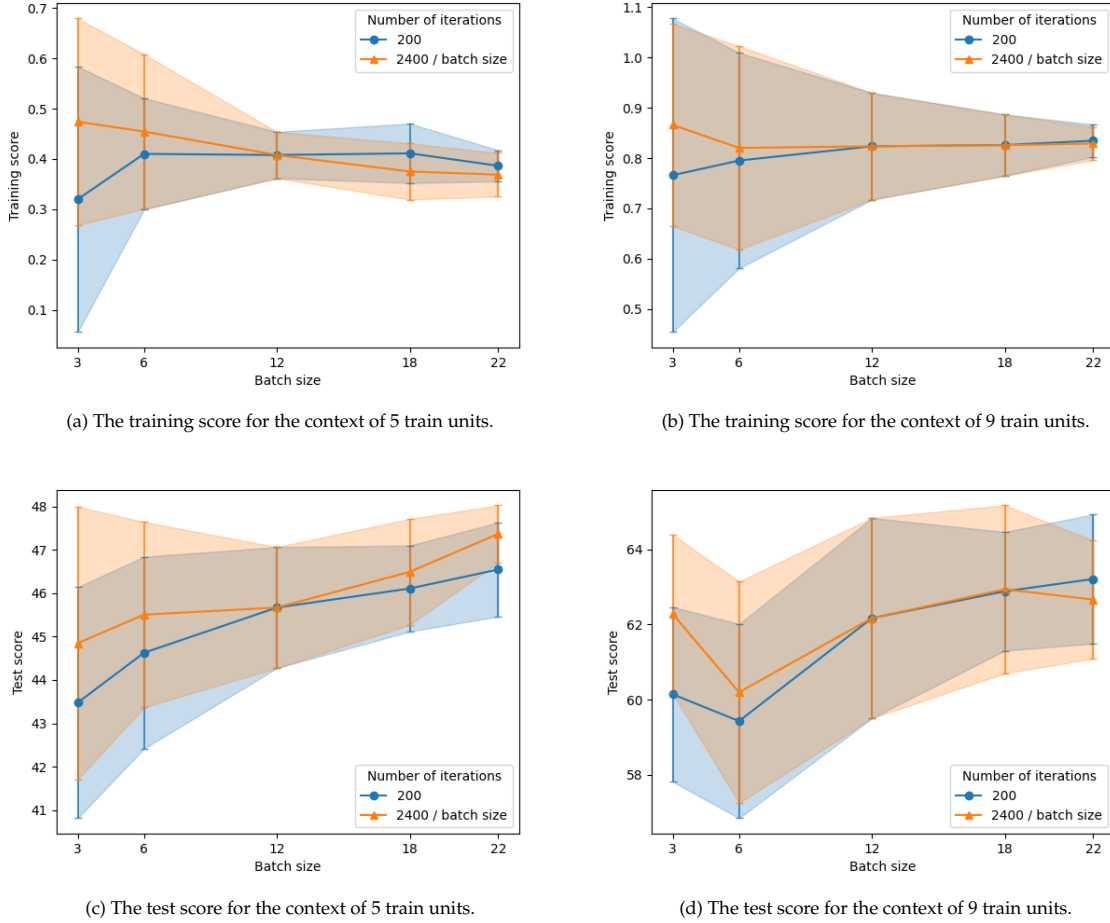 0.7
0.6
0.5
0.4
0.3
0.2
0.1
Training score
Number of iterations
200
2400 / batch size
3 6 12 18 22
Batch size
(a) The training score for the context of 5 train units.
1.1
1.0
0.9
0.8
0.7
0.6
0.5
Training score
Number of iterations
200
2400 / batch size
3 6 12 18 22
Batch size
(b) The training score for the context of 9 train units.
48
47
46
45
44
43
42
41
Test score
Number of iterations
200
2400 / batch size
3 6 12 18 22
Batch size
(c) The test score for the context of 5 train units.
64
62
60
58
Test score
Number of iterations
200
2400 / batch size
3 6 12 18 22
Batch size
(d) The test score for the context of 9 train units.